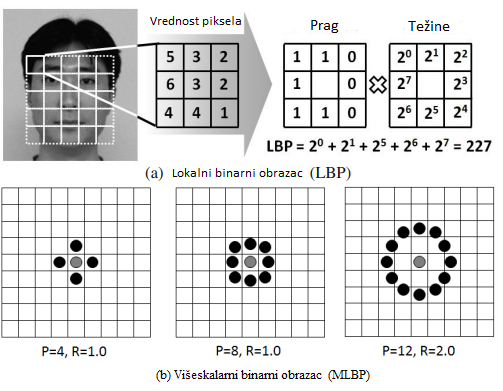 Vrednost piksela Prag Težine
5 3 2 1 1 0 2⁰ 2¹ 2²
6 3 2 1 0 2⁷ 2³
4 4 1 1 1 0 2⁶ 2⁵ 2⁴
LBP = 2⁰ + 2¹ + 2⁵ + 2⁶ + 2⁷ = 227
(a) Lokalni binarni obrazac (LBP)
P=4, R=1.0 P=8, R=1.0 P=12, R=2.0
(b) Višeskalarni binarni obrazac (MLBP)